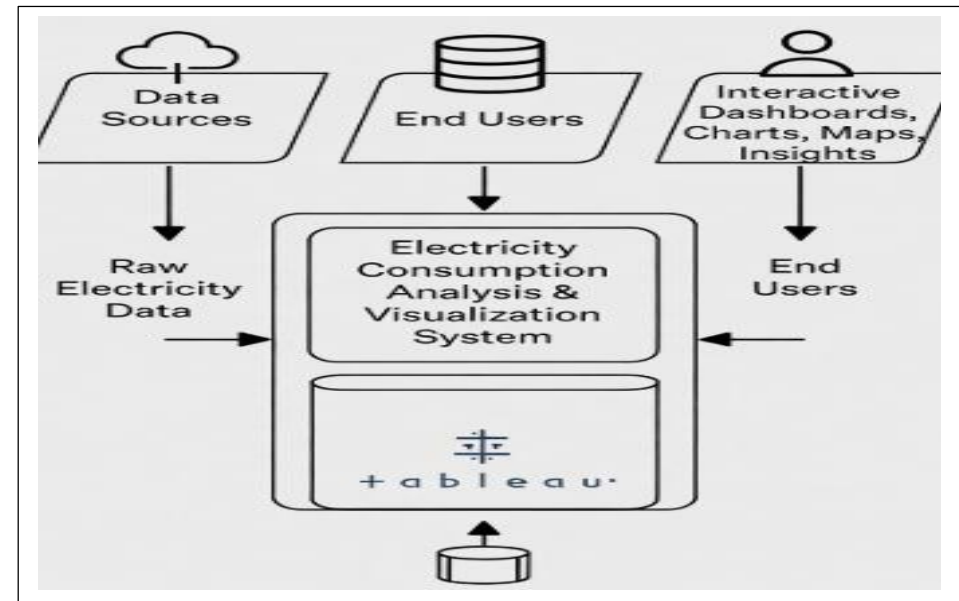 Data
Sources
End Users
Interactive
Dashboards,
Charts, Maps,
Insights
Raw
Electricity
Data
Electricity
Consumption
Analysis &
Visualization
System
End
Users
+ a b l e a u